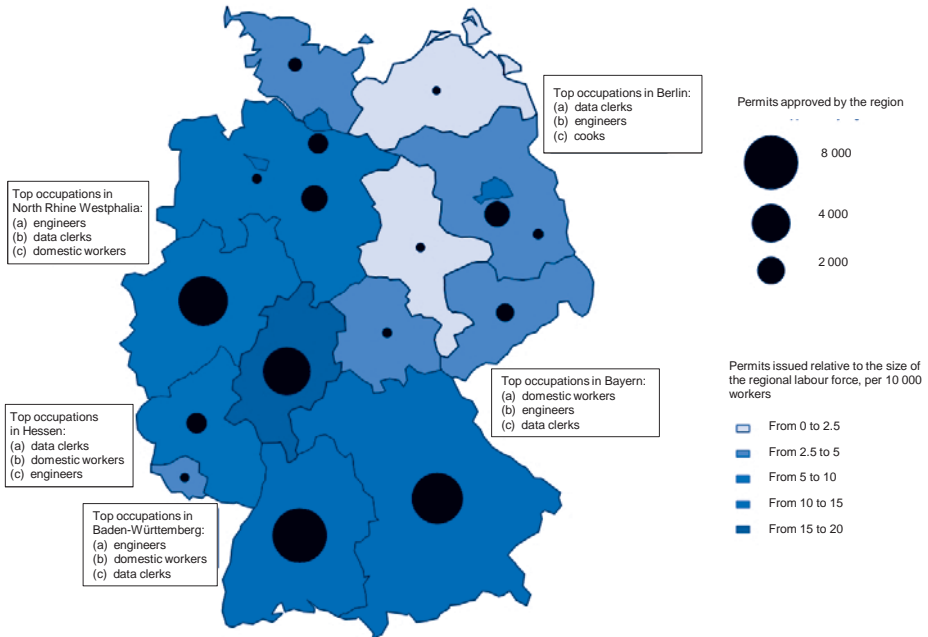 Top occupations in Berlin:
(a) data clerks
(b) engineers
(c) cooks
Permits approved by the region
8 000
4 000
2 000
Top occupations in
North Rhine Westphalia:
(a) engineers
(b) data clerks
(c) domestic workers
Top occupations in Bayern:
(a) domestic workers
(b) engineers
(c) data clerks
Permits issued relative to the size of
the regional labour force, per 10 000
workers
From 0 to 2.5
From 2.5 to 5
From 5 to 10
From 10 to 15
From 15 to 20
Top occupations
in Hessen:
(a) data clerks
(b) domestic workers
(c) engineers
Top occupations in
Baden-Württemberg:
(a) engineers
(b) domestic workers
(c) data clerks